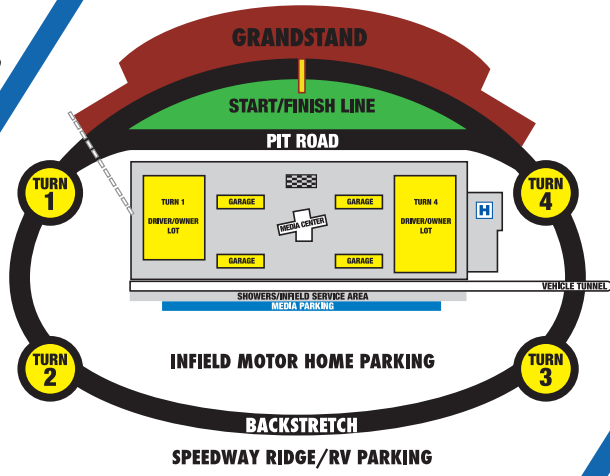 GRANDSTAND
START/FINISH LINE
PIT ROAD
TURN
1
TURN
4
TURN 1
DRIVER/OWNER
LOT
GARAGE
GARAGE
TURN 4
DRIVER/OWNER
LOT
H
MEDIA CENTER
GARAGE
GARAGE
VEHICLE TUNNEL
SHOWERS/INFIELD SERVICE AREA
MEDIA PARKING
TURN
2
INFIELD MOTOR HOME PARKING
TURN
3
BACKSTRETCH
SPEEDWAY RIDGE/RV PARKING